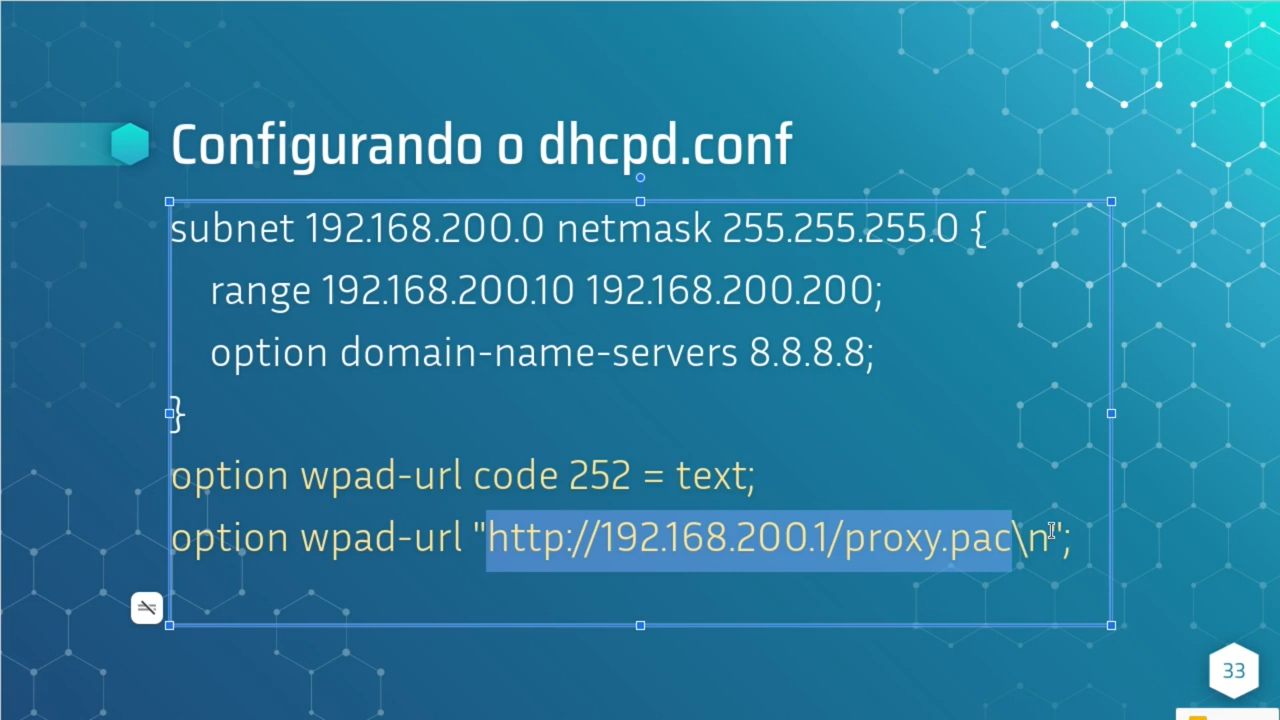 Configurando o dhcpd.conf
subnet 192.168.200.0 netmask 255.255.255.0 {
range 192.168.200.10 192.168.200.200;
option domain-name-servers 8.8.8.8;
}
option wpad-url code 252 = text;
option wpad-url "http://192.168.200.1/proxy.pac\n";
33